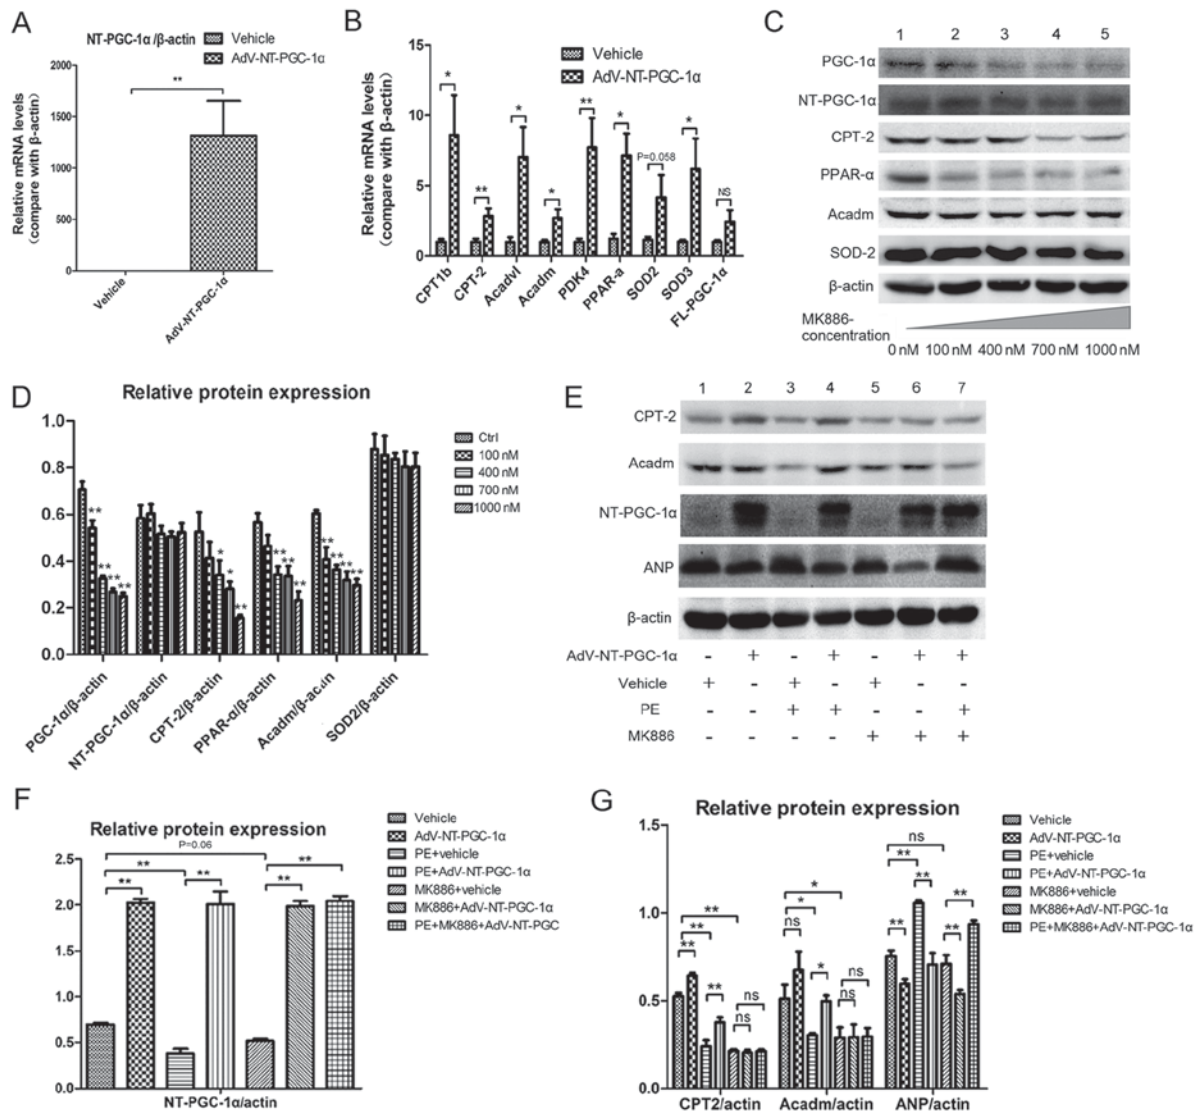 A
NT-PGC-1α/β-actin
Vehicle
AdV-NT-PGC-1α
Relative mRNA levels
(compare with β-actin)
2000
1500
1000
500
0
**
Vehicle
AdV-NT-PGC-1α
B
Vehicle
AdV-NT-PGC-1α
Relative mRNA levels
(compare with β-actin)
15
10
5
0
*
**
*
*
**
*
P=0.058
*
NS
CPT1b
CPT-2
Acadvl
Acadm
PDK4
PPAR-a
SOD2
SOD3
FL-PGC-1α
C
1 2 3 4 5
PGC-1α
NT-PGC-1α
CPT-2
PPAR-α
Acadm
SOD-2
β-actin
MK886-
concentration
0 nM 100 nM 400 nM 700 nM 1000 nM
D
Relative protein expression
1.0
0.8
0.6
0.4
0.2
0.0
** ** ** **
* * **
** ** **
** ** ** **
Ctrl
100 nM
400 nM
700 nM
1000 nM
PGC-1α/β-actin
NT-PGC-1α/β-actin
CPT-2/β-actin
PPAR-α/β-actin
Acadm/β-actin
SOD2/β-actin
E
1 2 3 4 5 6 7
CPT-2
Acadm
NT-PGC-1α
ANP
β-actin
AdV-NT-PGC-1α - + - + - + +
Vehicle + - + - + - -
PE - - + + - - +
MK886 - - - - + + +
F
Relative protein expression
P=0.06
** ** ** ** **
2.5
2.0
1.5
1.0
0.5
0.0
NT-PGC-1α/actin
Vehicle
AdV-NT-PGC-1α
PE+vehicle
PE+AdV-NT-PGC-1α
MK886+vehicle
MK886+AdV-NT-PGC-1α
PE+MK886+AdV-NT-PGC
G
Relative protein expression
1.5
1.0
0.5
0.0
** ** ** ** ns ns
* * ns * ns ns
ns ** ** ** ** **
CPT2/actin
Acadm/actin
ANP/actin
Vehicle
AdV-NT-PGC-1α
PE+vehicle
PE+AdV-NT-PGC-1α
MK886+vehicle
MK886+AdV-NT-PGC-1α
PE+MK886+AdV-NT-PGC-1α